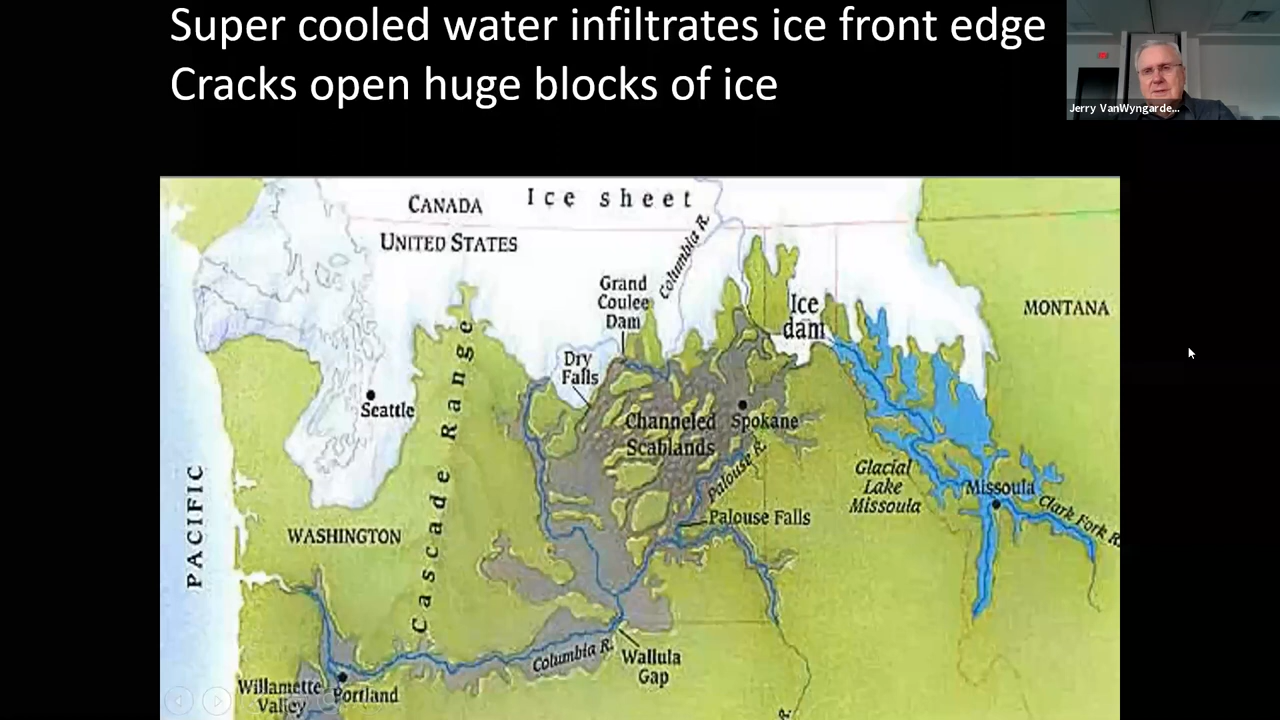 Super cooled water infiltrates ice front edge
Cracks open huge blocks of ice
Jerry VanWyngarde...
Ice sheet
CANADA
UNITED STATES
Columbia R.
Grand
Coulee
Dam
Ice
dam
MONTANA
Dry
Falls
Seattle
Cascade Range
Channeled
Scablands
Spokane
Palouse R.
Glacial
Lake
Missoula
Missoula
Clark Fork R.
PACIFIC
WASHINGTON
Palouse Falls
Columbia R.
Wallula
Gap
Willamette
Valley
Portland
R.